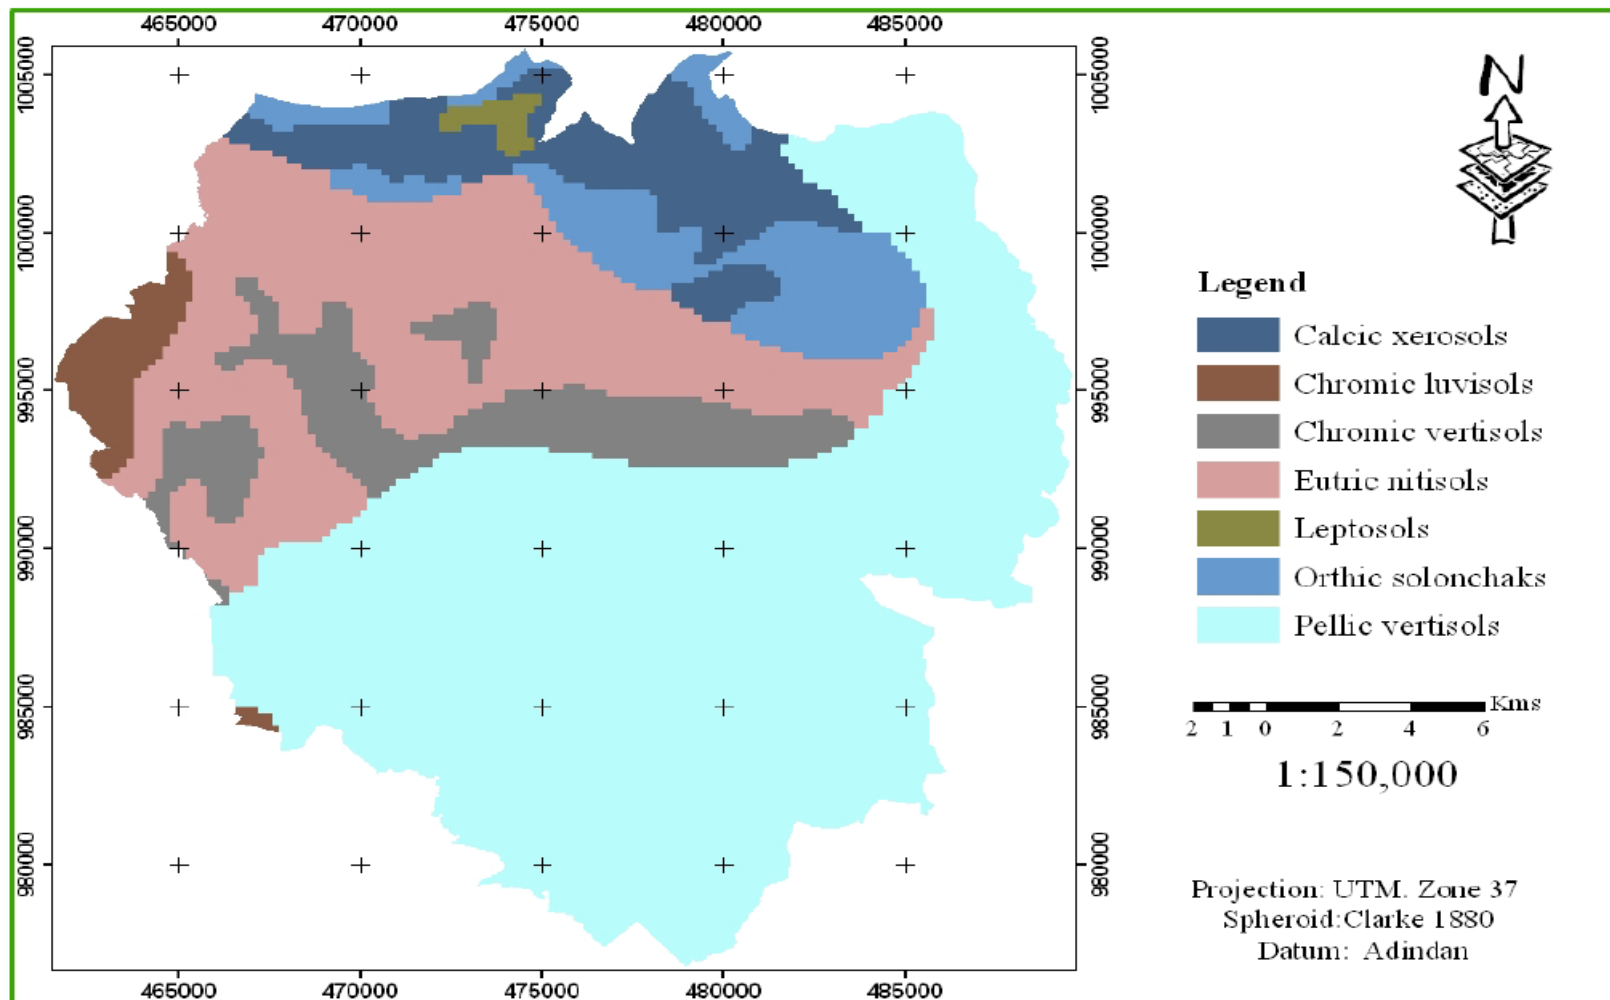 465000 470000 475000 480000 485000
1005000 1005000
1000000 1000000
995000 995000
990000 990000
985000 985000
980000 980000
465000 470000 475000 480000 485000
N
Legend
Calcic xerosols
Chromic luvisols
Chromic vertisols
Eutric nitisols
Leptosols
Orthic solonchaks
Pellic vertisols
Kms
2 1 0 2 4 6
1:150,000
Projection: UTM. Zone 37
Spheroid:Clarke 1880
Datum: Adindan